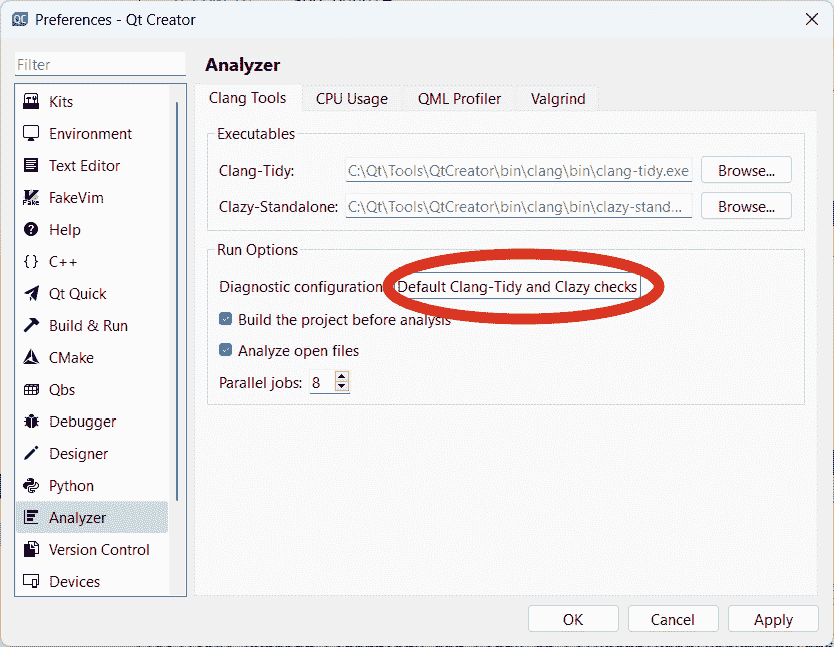 Preferences - Qt Creator
Filter
Kits
Environment
Text Editor
FakeVim
Help
C++
Qt Quick
Build & Run
CMake
Qbs
Debugger
Designer
Python
Analyzer
Version Control
Devices
Analyzer
Clang Tools CPU Usage QML Profiler Valgrind
Executables
Clang-Tidy: C:\Qt\Tools\QtCreator\bin\clang\bin\clang-tidy.exe Browse...
Clazy-Standalone: C:\Qt\Tools\QtCreator\bin\clang\bin\clazy-stand... Browse...
Run Options
Diagnostic configuration Default Clang-Tidy and Clazy checks
Build the project before analysis
Analyze open files
Parallel jobs: 8
OK Cancel Apply